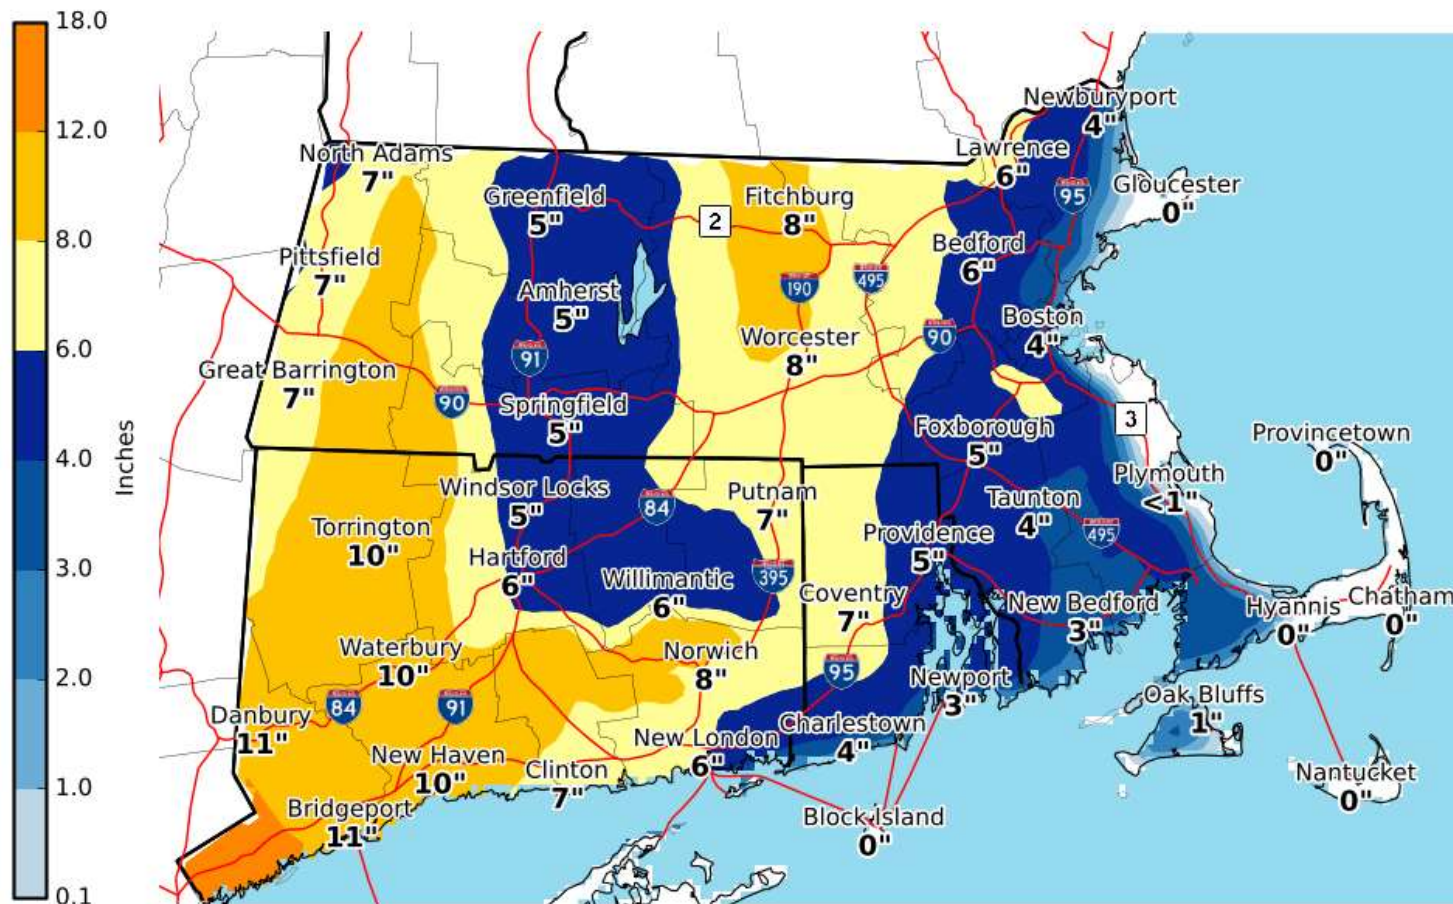 18.0
12.0
8.0
6.0
4.0
3.0
2.0
1.0
0.1
Inches
Newburyport
4"
North Adams
7"
Lawrence
6"
Greenfield
5"
Fitchburg
8"
Gloucester
0"
95
2
Pittsfield
7"
Bedford
6"
Amherst
5"
190
495
Boston
4"
Worcester
8"
90
91
Great Barrington
7"
90
Springfield
5"
3
Foxborough
5"
Provincetown
0"
Plymouth
<1"
Windsor Locks
5"
84
Putnam
7"
Taunton
4"
Torrington
10"
Providence
5"
495
Hartford
6"
Willimantic
6"
395
Coventry
7"
New Bedford
3"
Hyannis
0"
Chatham
0"
Waterbury
10"
Norwich
8"
95
Newport
3"
84
91
Oak Bluffs
1"
Danbury
11"
New Haven
10"
Clinton
7"
New London
6"
Charlestown
4"
Nantucket
0"
Bridgeport
11"
Block Island
0"